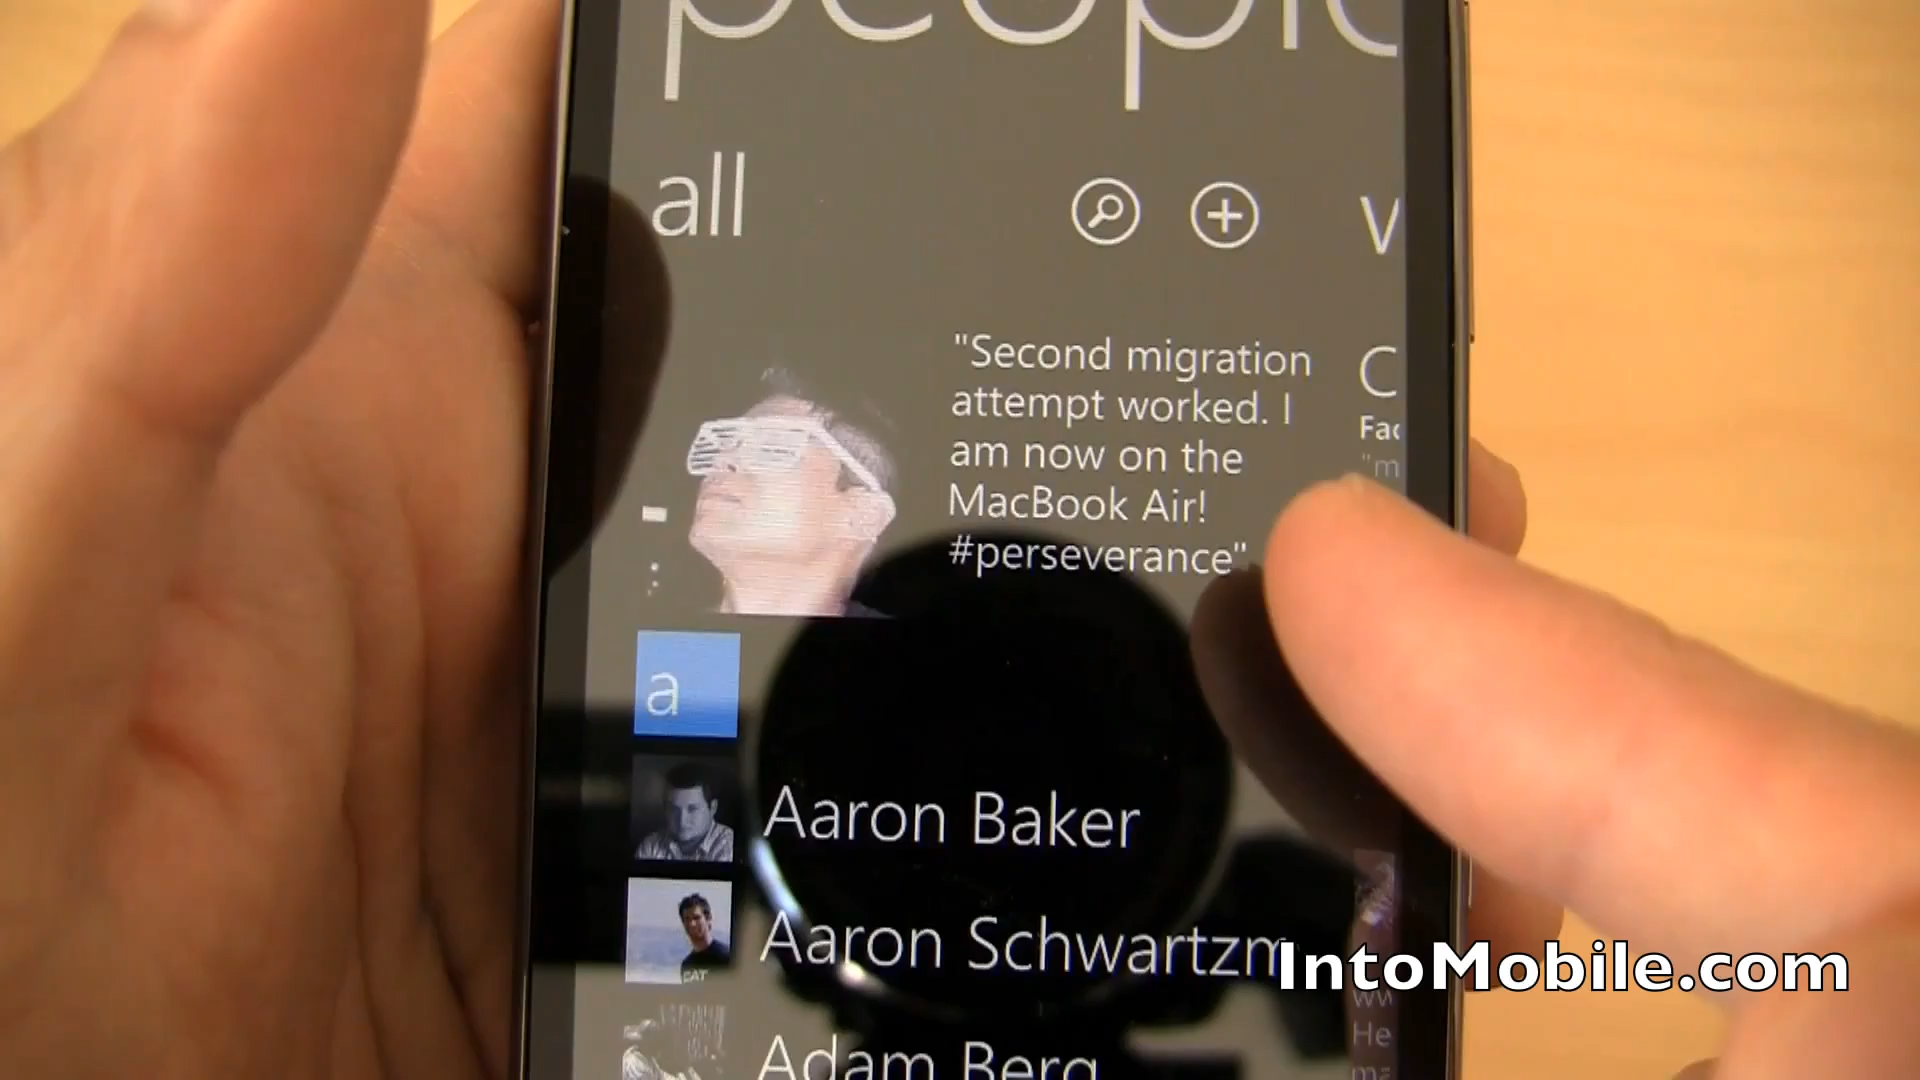 people
all
"Second migration
attempt worked. I
am now on the
MacBook Air!
#perseverance"
a
Aaron Baker
Aaron Schwartzm
Adam Berg
IntoMobile.com
CAT